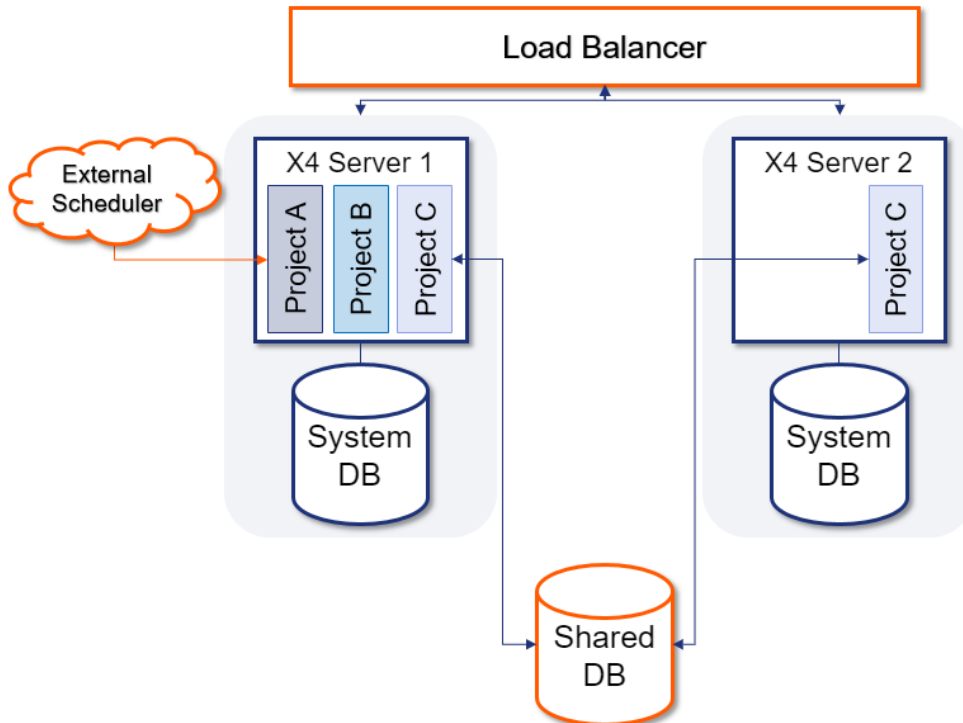 Load Balancer
External
Scheduler
X4 Server 1
Project A
Project B
Project C
System
DB
X4 Server 2
Project C
System
DB
Shared
DB